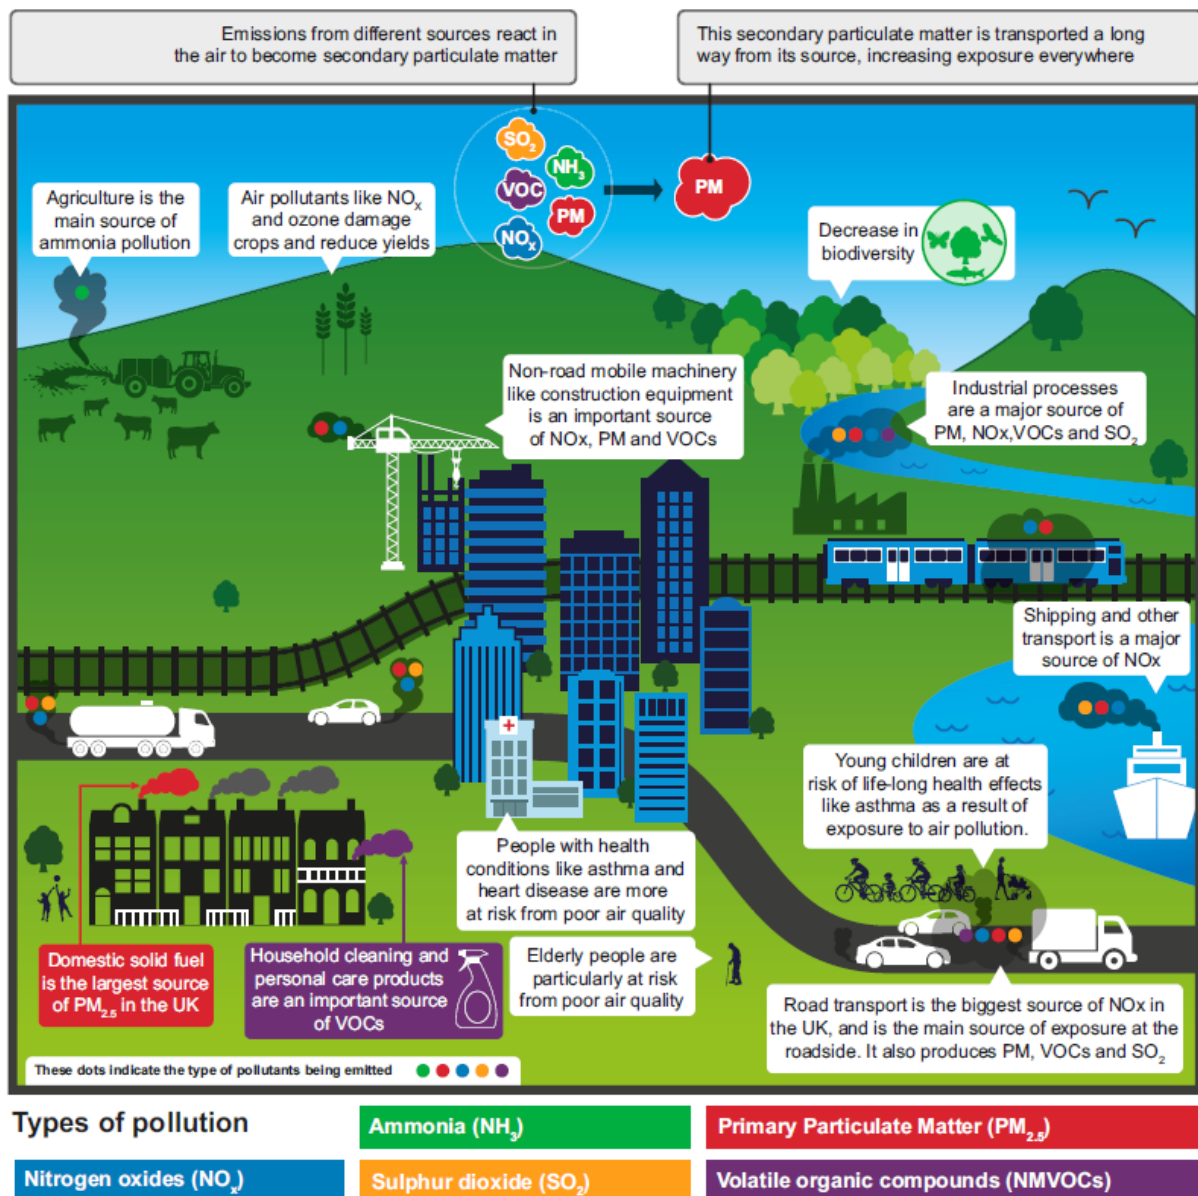 Emissions from different sources react in
the air to become secondary particulate matter
This secondary particulate matter is transported a long
way from its source, increasing exposure everywhere
SO₂
NH₃
VOC
PM
NOₓ
PM
Agriculture is the
main source of
ammonia pollution
Air pollutants like NOₓ
and ozone damage
crops and reduce yields
Decrease in
biodiversity
Non-road mobile machinery
like construction equipment
is an important source
of NOx, PM and VOCs
Industrial processes
are a major source of
PM, NOx,VOCs and SO₂
Shipping and other
transport is a major
source of NOx
Young children are at
risk of life-long health effects
like asthma as a result of
exposure to air pollution.
People with health
conditions like asthma and
heart disease are more
at risk from poor air quality
Domestic solid fuel
is the largest source
of PM₂.₅ in the UK
Household cleaning and
personal care products
are an important source
of VOCs
Elderly people are
particularly at risk
from poor air quality
Road transport is the biggest source of NOx in
the UK, and is the main source of exposure at the
roadside. It also produces PM, VOCs and SO₂
These dots indicate the type of pollutants being emitted
Types of pollution
Ammonia (NH₃)
Primary Particulate Matter (PM₂.₅)
Nitrogen oxides (NOₓ)
Sulphur dioxide (SO₂)
Volatile organic compounds (NMVOCs)